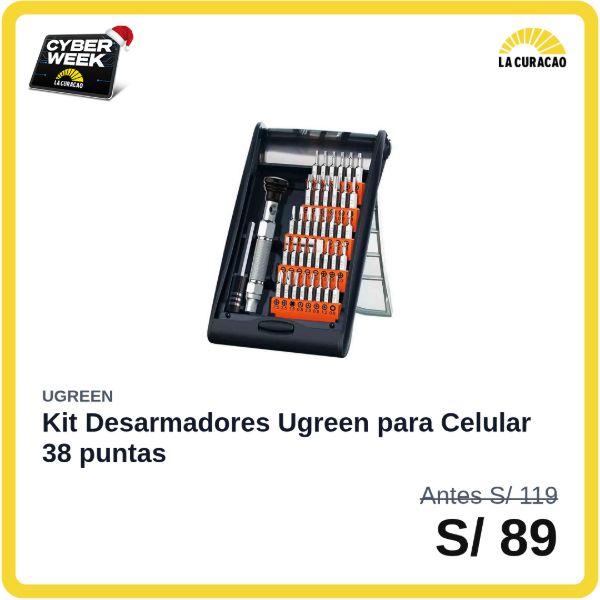 CYBER
WEEK
LA CURACAO
LA CURACAO
UGREEN
Kit Desarmadores Ugreen para Celular
38 puntas
Antes S/ 119
S/ 89